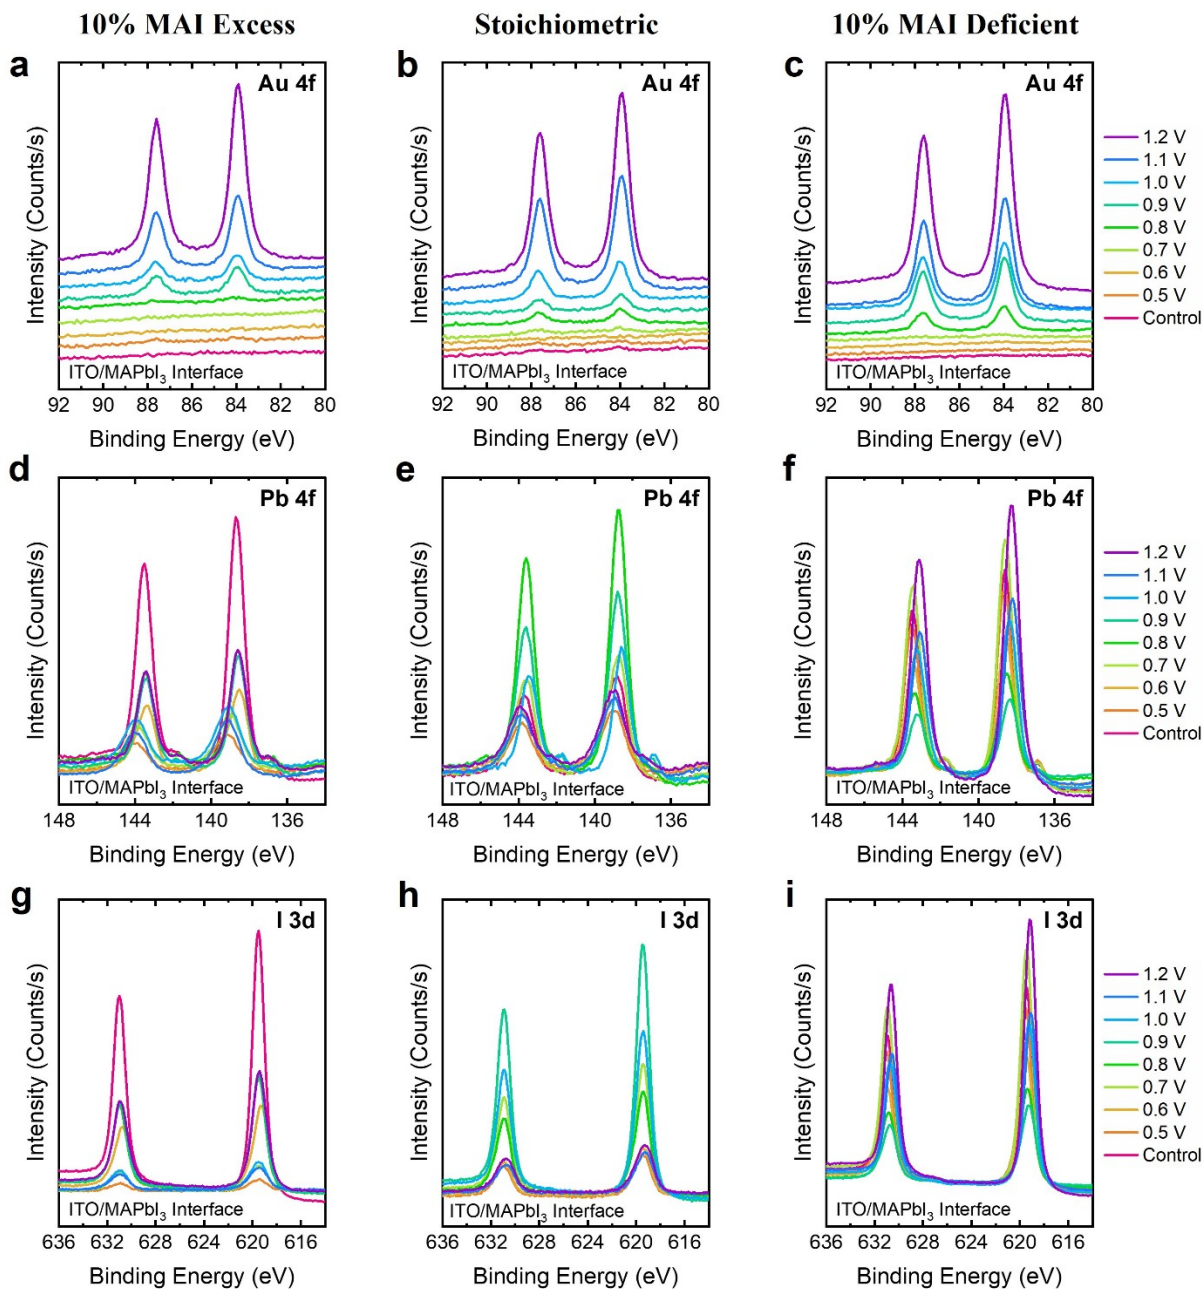 10% MAI Excess
Stoichiometric
10% MAI Deficient
a
Au 4f
Intensity (Counts/s)
ITO/MAPbI₃ Interface
92 90 88 86 84 82 80
Binding Energy (eV)
b
Au 4f
Intensity (Counts/s)
ITO/MAPbI₃ Interface
92 90 88 86 84 82 80
Binding Energy (eV)
c
Au 4f
Intensity (Counts/s)
ITO/MAPbI₃ Interface
92 90 88 86 84 82 80
Binding Energy (eV)
1.2 V
1.1 V
1.0 V
0.9 V
0.8 V
0.7 V
0.6 V
0.5 V
Control
d
Pb 4f
Intensity (Counts/s)
ITO/MAPbI₃ Interface
148 144 140 136
Binding Energy (eV)
e
Pb 4f
Intensity (Counts/s)
ITO/MAPbI₃ Interface
148 144 140 136
Binding Energy (eV)
f
Pb 4f
Intensity (Counts/s)
ITO/MAPbI₃ Interface
148 144 140 136
Binding Energy (eV)
1.2 V
1.1 V
1.0 V
0.9 V
0.8 V
0.7 V
0.6 V
0.5 V
Control
g
I 3d
Intensity (Counts/s)
ITO/MAPbI₃ Interface
636 632 628 624 620 616
Binding Energy (eV)
h
I 3d
Intensity (Counts/s)
ITO/MAPbI₃ Interface
636 632 628 624 620 616
Binding Energy (eV)
i
I 3d
Intensity (Counts/s)
ITO/MAPbI₃ Interface
636 632 628 624 620 616
Binding Energy (eV)
1.2 V
1.1 V
1.0 V
0.9 V
0.8 V
0.7 V
0.6 V
0.5 V
Control